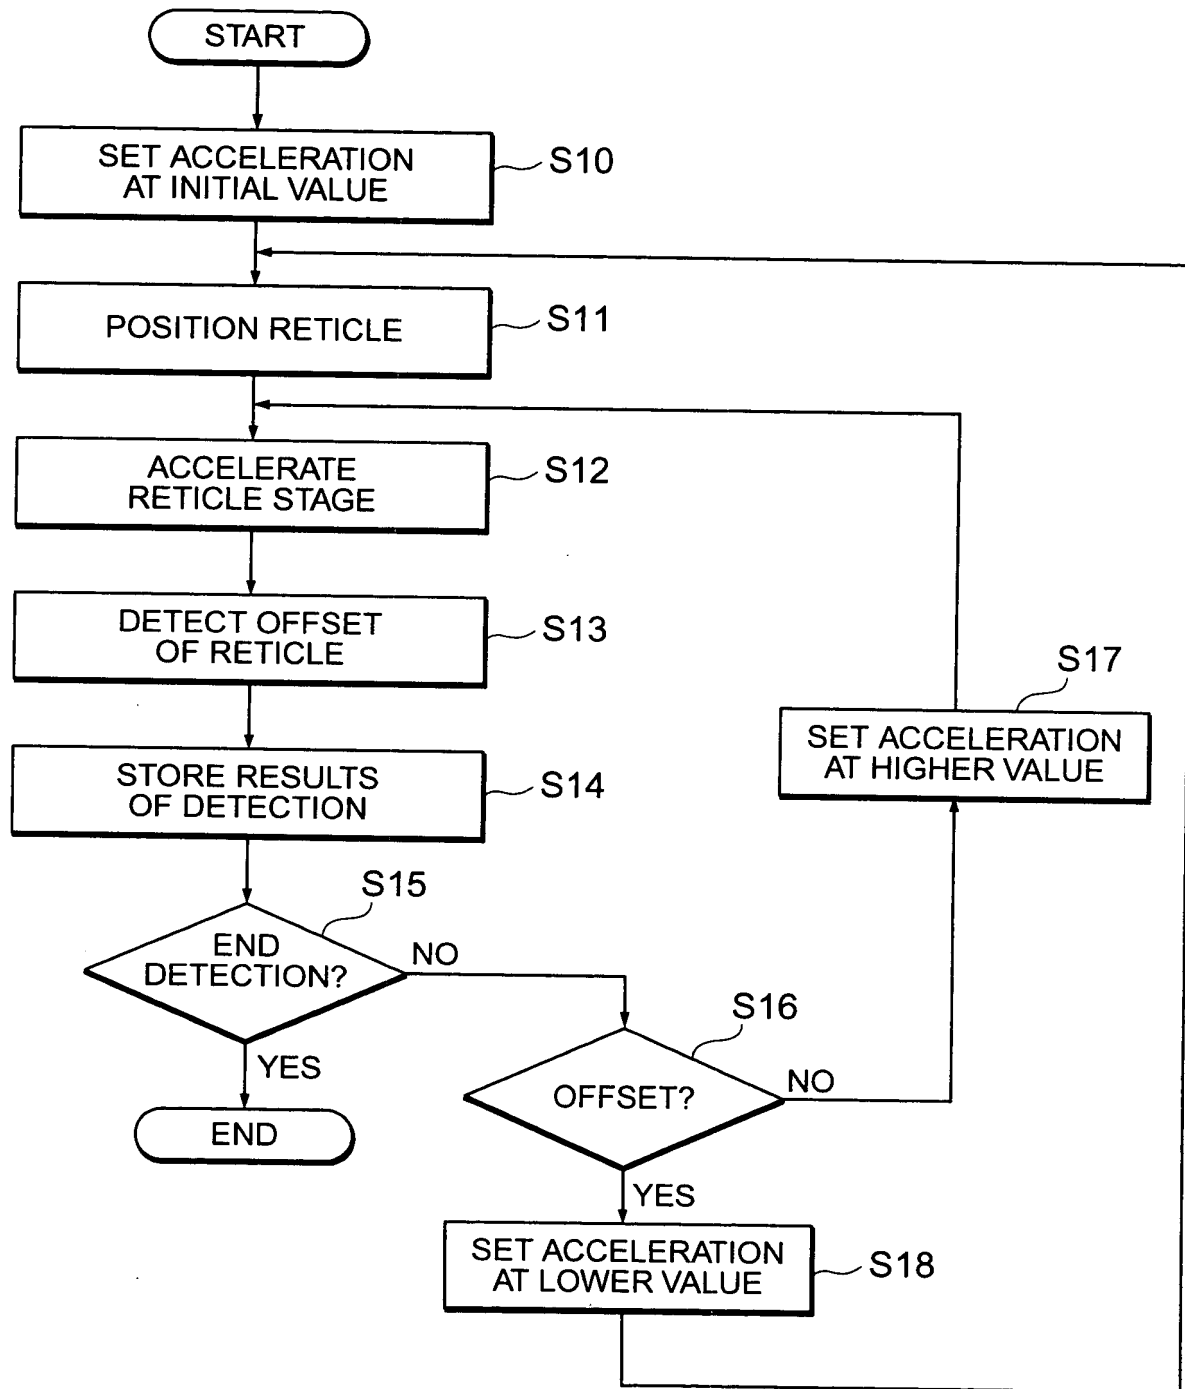 START
SET ACCELERATION
AT INITIAL VALUE
S10
POSITION RETICLE
S11
ACCELERATE
RETICLE STAGE
S12
DETECT OFFSET
OF RETICLE
S13
STORE RESULTS
OF DETECTION
S14
END
DETECTION?
S15
NO
YES
END
OFFSET?
S16
NO
YES
SET ACCELERATION
AT HIGHER VALUE
S17
SET ACCELERATION
AT LOWER VALUE
S18